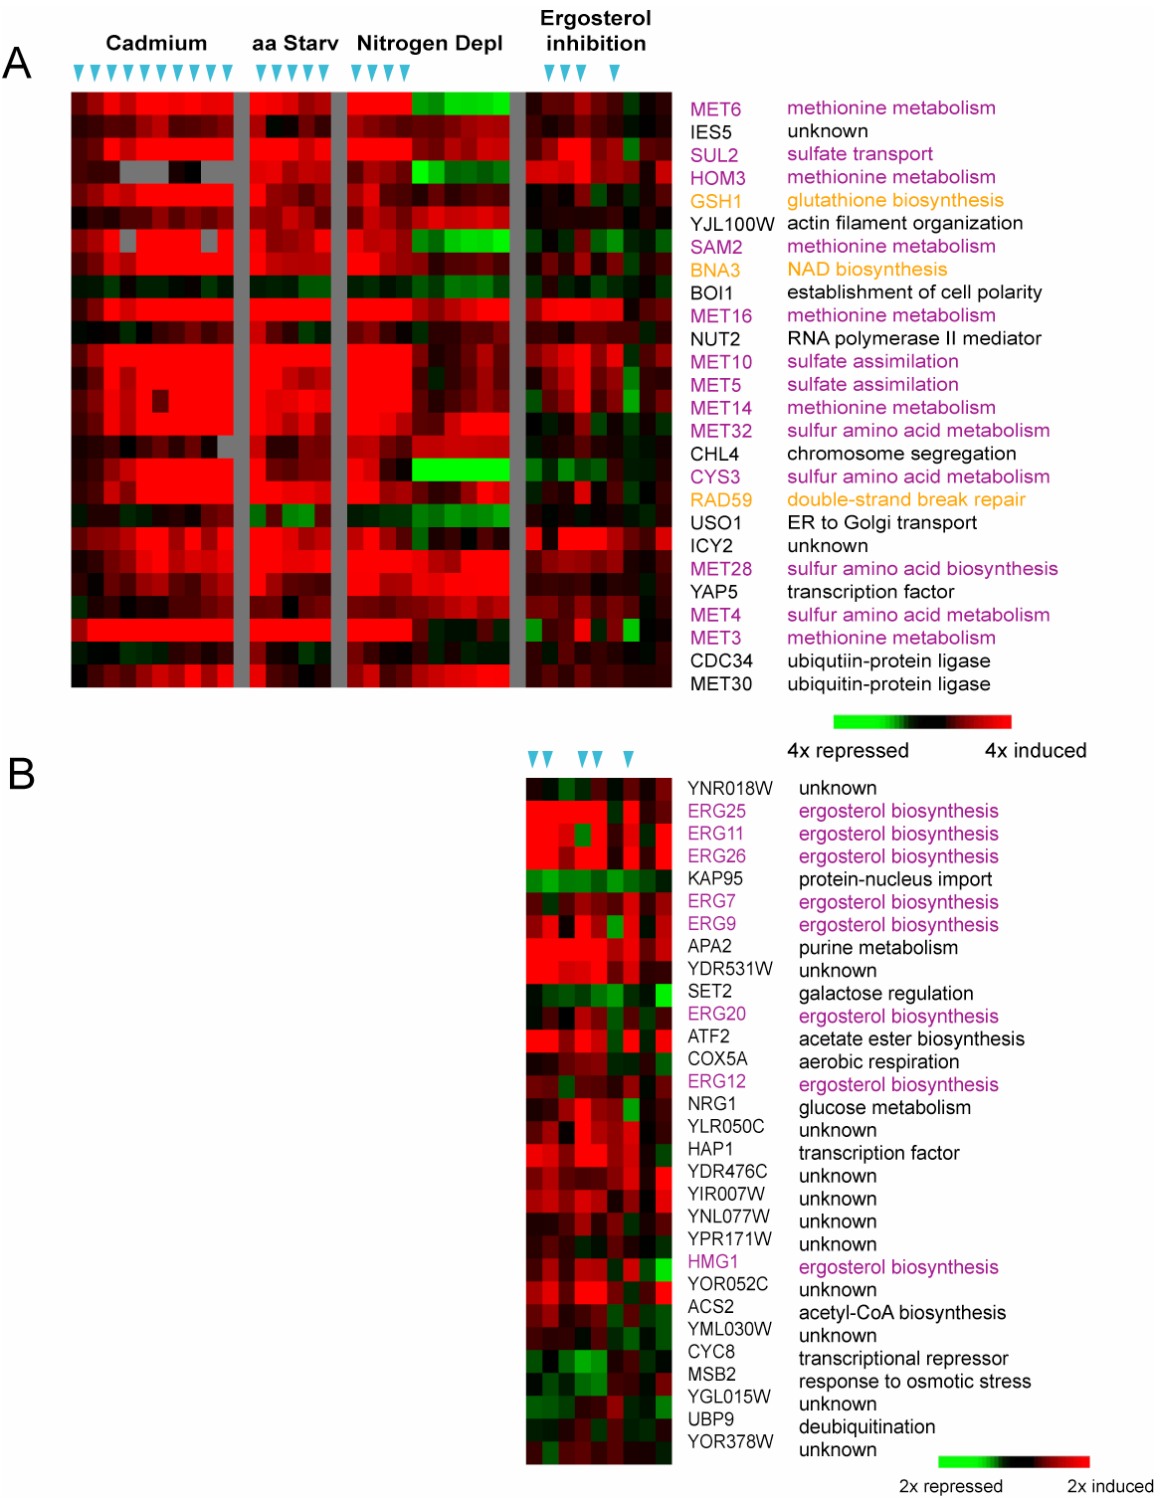 Ergosterol
Cadmium aa Starv Nitrogen Depl inhibition
A
MET6 methionine metabolism
IES5 unknown
SUL2 sulfate transport
HOM3 methionine metabolism
GSH1 glutathione biosynthesis
YJL100W actin filament organization
SAM2 methionine metabolism
BNA3 NAD biosynthesis
BOI1 establishment of cell polarity
MET16 methionine metabolism
NUT2 RNA polymerase II mediator
MET10 sulfate assimilation
MET5 sulfate assimilation
MET14 methionine metabolism
MET32 sulfur amino acid metabolism
CHL4 chromosome segregation
CYS3 sulfur amino acid metabolism
RAD59 double-strand break repair
USO1 ER to Golgi transport
ICY2 unknown
MET28 sulfur amino acid biosynthesis
YAP5 transcription factor
MET4 sulfur amino acid metabolism
MET3 methionine metabolism
CDC34 ubiqutiin-protein ligase
MET30 ubiquitin-protein ligase
4x repressed 4x induced
B
YNR018W unknown
ERG25 ergosterol biosynthesis
ERG11 ergosterol biosynthesis
ERG26 ergosterol biosynthesis
KAP95 protein-nucleus import
ERG7 ergosterol biosynthesis
ERG9 ergosterol biosynthesis
APA2 purine metabolism
YDR531W unknown
SET2 galactose regulation
ERG20 ergosterol biosynthesis
ATF2 acetate ester biosynthesis
COX5A aerobic respiration
ERG12 ergosterol biosynthesis
NRG1 glucose metabolism
YLR050C unknown
HAP1 transcription factor
YDR476C unknown
YIR007W unknown
YNL077W unknown
YPR171W unknown
HMG1 ergosterol biosynthesis
YOR052C unknown
ACS2 acetyl-CoA biosynthesis
YML030W unknown
CYC8 transcriptional repressor
MSB2 response to osmotic stress
YGL015W unknown
UBP9 deubiquitination
YOR378W unknown
2x repressed 2x induced